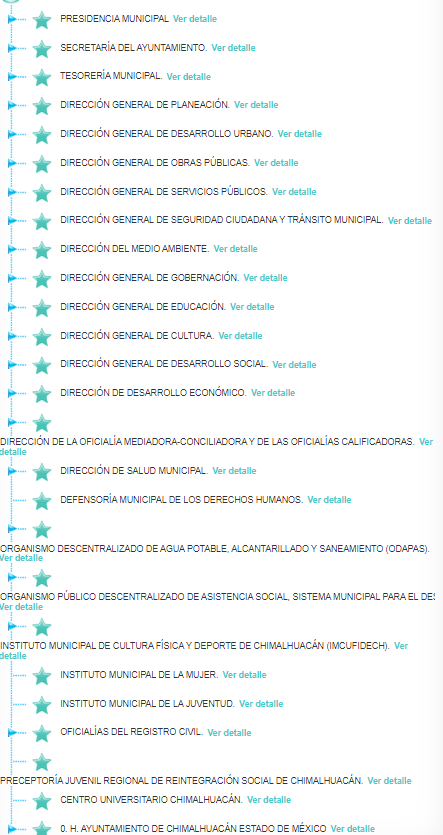 PRESIDENCIA MUNICIPAL Ver detalle
SECRETARÍA DEL AYUNTAMIENTO. Ver detalle
TESORERÍA MUNICIPAL. Ver detalle
DIRECCIÓN GENERAL DE PLANEACIÓN. Ver detalle
DIRECCIÓN GENERAL DE DESARROLLO URBANO. Ver detalle
DIRECCIÓN GENERAL DE OBRAS PÚBLICAS. Ver detalle
DIRECCIÓN GENERAL DE SERVICIOS PÚBLICOS. Ver detalle
DIRECCIÓN GENERAL DE SEGURIDAD CIUDADANA Y TRÁNSITO MUNICIPAL. Ver detalle
DIRECCIÓN DEL MEDIO AMBIENTE. Ver detalle
DIRECCIÓN GENERAL DE GOBERNACIÓN. Ver detalle
DIRECCIÓN GENERAL DE EDUCACIÓN. Ver detalle
DIRECCIÓN GENERAL DE CULTURA. Ver detalle
DIRECCIÓN GENERAL DE DESARROLLO SOCIAL. Ver detalle
DIRECCIÓN DE DESARROLLO ECONÓMICO. Ver detalle
DIRECCIÓN DE LA OFICIALÍA MEDIADORA-CONCILIADORA Y DE LAS OFICIALÍAS CALIFICADORAS. Ver
detalle
DIRECCIÓN DE SALUD MUNICIPAL. Ver detalle
DEFENSORÍA MUNICIPAL DE LOS DERECHOS HUMANOS. Ver detalle
ORGANISMO DESCENTRALIZADO DE AGUA POTABLE, ALCANTARILLADO Y SANEAMIENTO (ODAPAS).
Ver detalle
ORGANISMO PÚBLICO DESCENTRALIZADO DE ASISTENCIA SOCIAL, SISTEMA MUNICIPAL PARA EL DES
Ver detalle
INSTITUTO MUNICIPAL DE CULTURA FÍSICA Y DEPORTE DE CHIMALHUACÁN (IMCUFIDECH). Ver
detalle
INSTITUTO MUNICIPAL DE LA MUJER. Ver detalle
INSTITUTO MUNICIPAL DE LA JUVENTUD. Ver detalle
OFICIALÍAS DEL REGISTRO CIVIL. Ver detalle
PRECEPTORÍA JUVENIL REGIONAL DE REINTEGRACIÓN SOCIAL DE CHIMALHUACÁN. Ver detalle
CENTRO UNIVERSITARIO CHIMALHUACÁN. Ver detalle
0. H. AYUNTAMIENTO DE CHIMALHUACÁN ESTADO DE MÉXICO Ver detalle